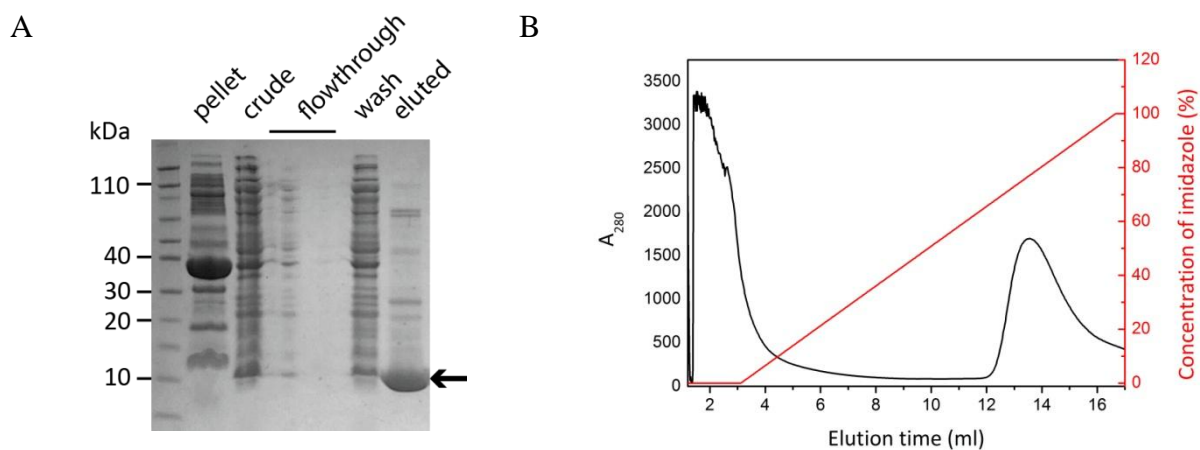 A
pellet
crude
flowthrough
wash
eluted
kDa
110
40
30
20
10
B
3500
3000
2500
2000
1500
1000
500
0
A280
2
4
6
8
10
12
14
16
Elution time (ml)
120
100
80
60
40
20
0
Concentration of imidazole (%)